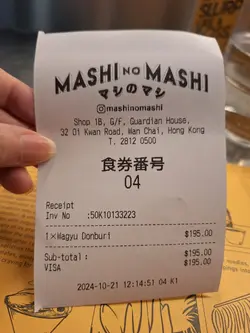 MASHI NO MASHI
マシのマシ
mashinomashi
Shop 1B, G/F, Guardian House,
32 O1 Kwan Road, Wan Chai, Hong Kong
T. 2812 0500
食券番号
04
Receipt
Inv No :50K10133223
1×Wagyu Donburi $195.00
Sub-total: $195.00
VISA $195.00
2024-10-21 12:14:51 04 K1